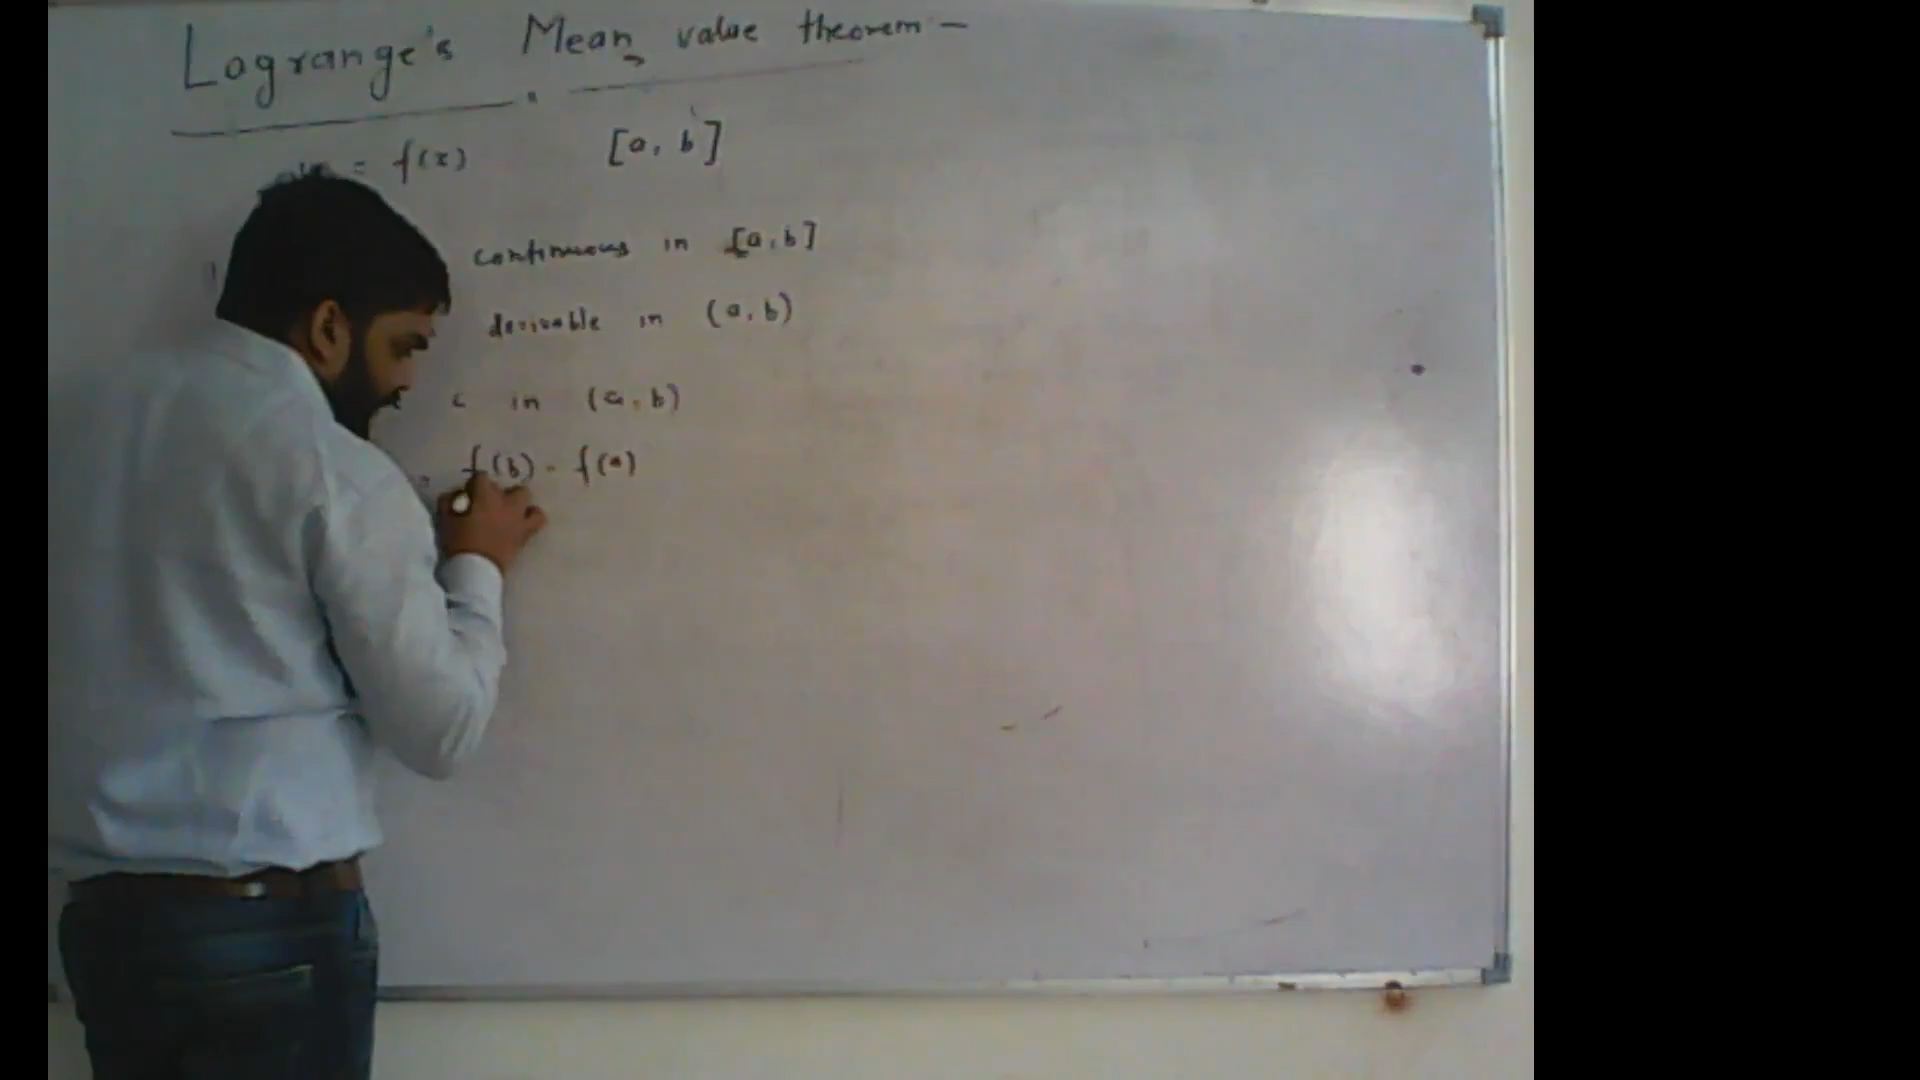 Lagrange's Mean value theorem -
= f(x) [a, b]
continuous in [a, b]
derivable in (a, b)
c in (a, b)
= f(b) - f(a)